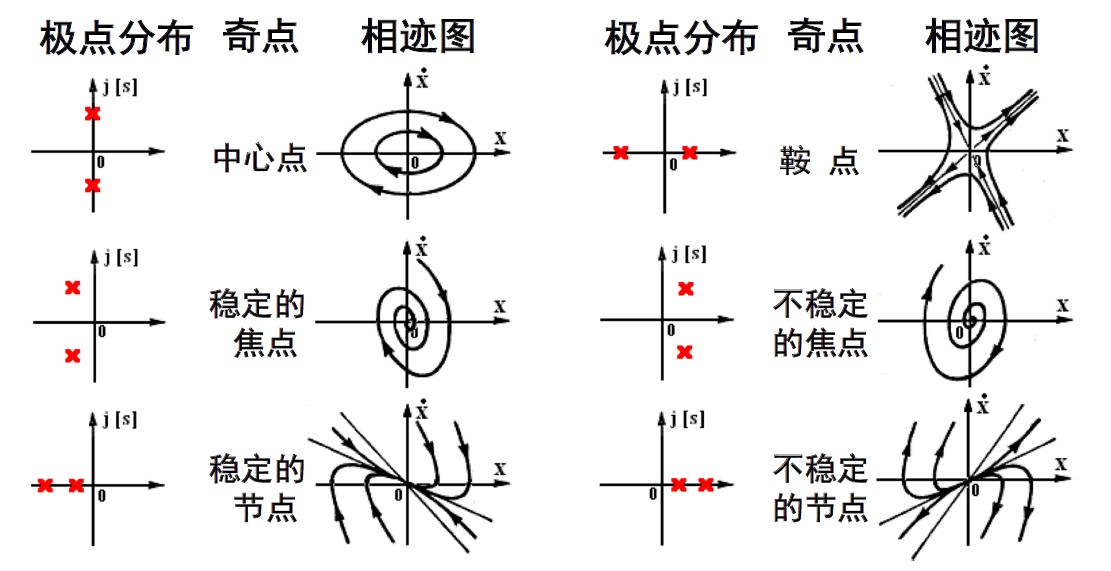 极点分布 奇点 相迹图 极点分布 奇点 相迹图
j [s] Ẋ j [s] Ẋ
0 中心点 0 X 0 鞍 点 0 X
j [s] Ẋ j [s] Ẋ
稳定的 X 不稳定 X
0 焦点 0 0 的焦点 0
j [s] Ẋ j [s] Ẋ
稳定的 X 不稳定 X
0 节点 0 0 的节点 0